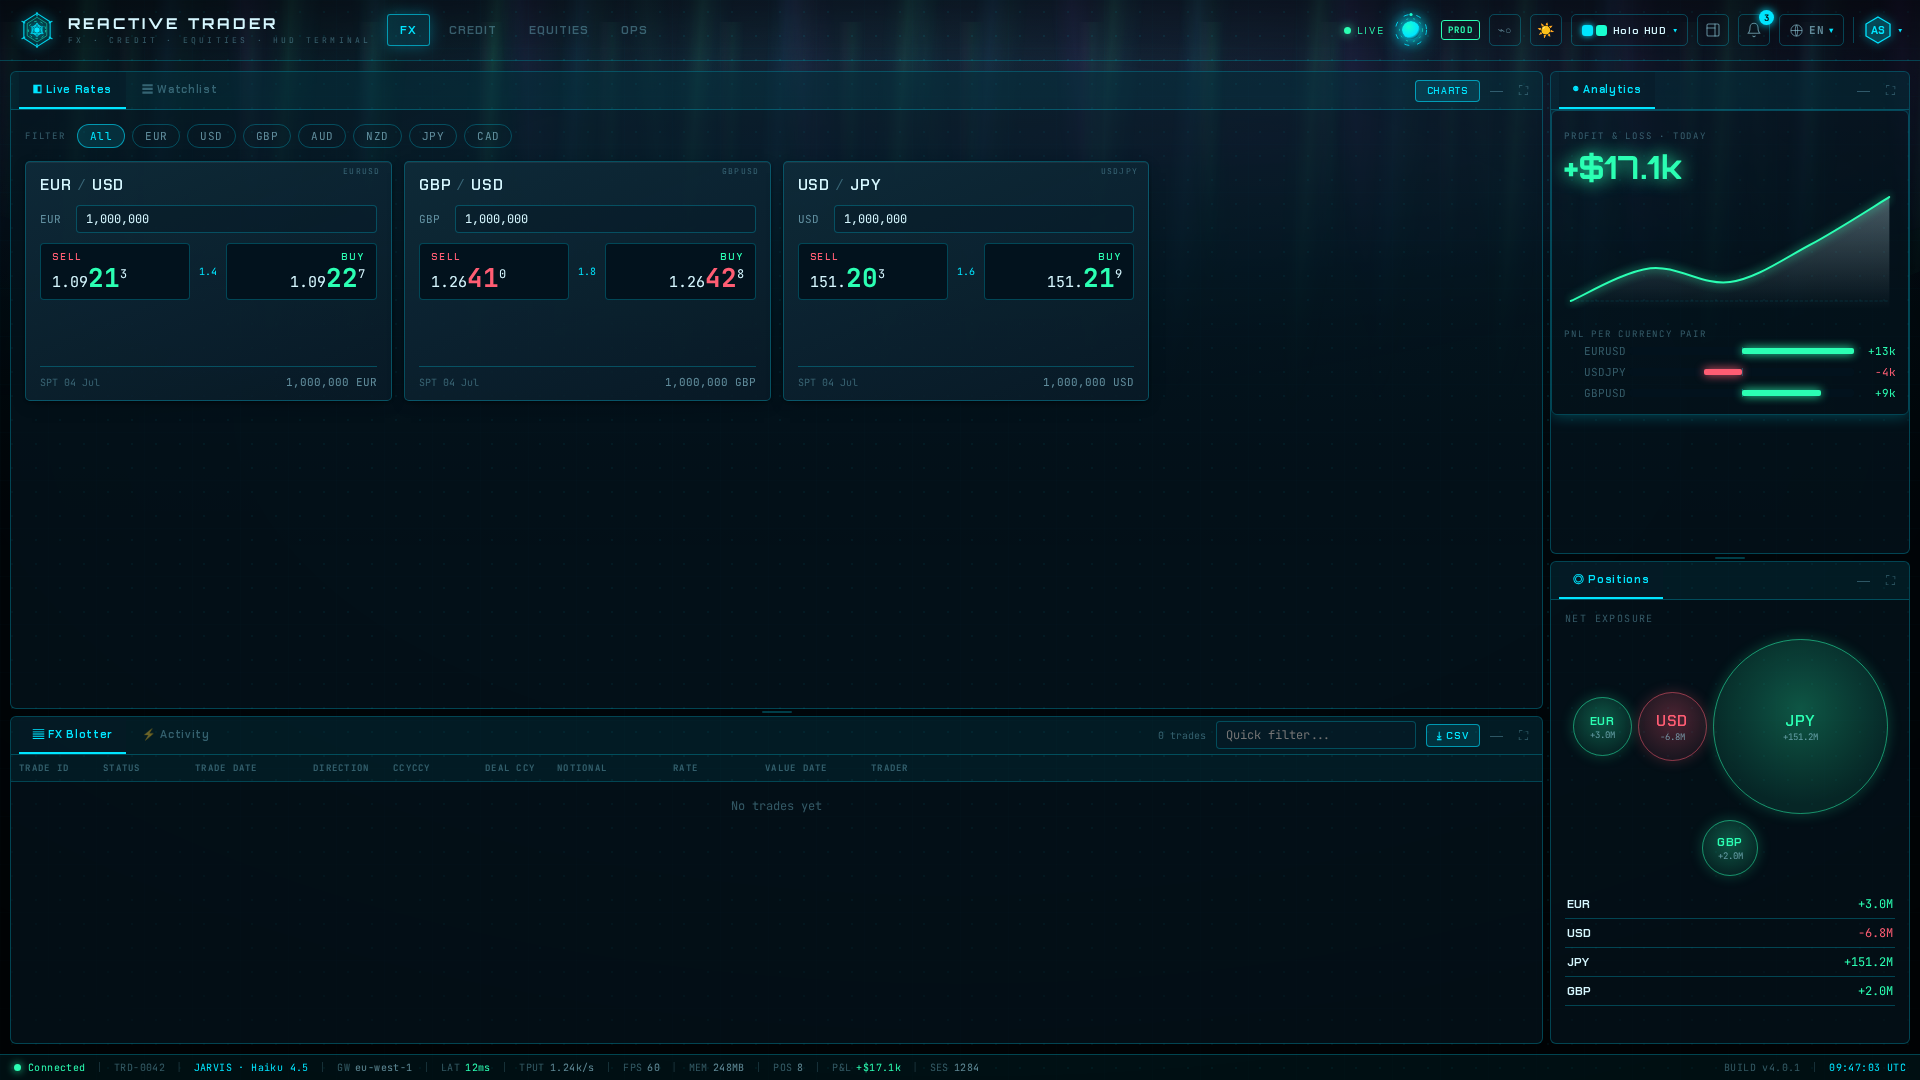 REACTIVE TRADER
FX · CREDIT · EQUITIES · HUD TERMINAL
FX CREDIT EQUITIES OPS
LIVE PROD Holo HUD 3 EN AS
Live Rates Watchlist CHARTS
FILTER All EUR USD GBP AUD NZD JPY CAD
EURUSD
EUR / USD
EUR 1,000,000
SELL
1.09213
1.4
BUY
1.09227
SPT 04 Jul 1,000,000 EUR
GBPUSD
GBP / USD
GBP 1,000,000
SELL
1.26410
1.8
BUY
1.26428
SPT 04 Jul 1,000,000 GBP
USDJPY
USD / JPY
USD 1,000,000
SELL
151.203
1.6
BUY
151.219
SPT 04 Jul 1,000,000 USD
FX Blotter Activity 0 trades Quick filter... CSV
TRADE ID STATUS TRADE DATE DIRECTION CCYCCY DEAL CCY NOTIONAL RATE VALUE DATE TRADER
No trades yet
Analytics
PROFIT & LOSS · TODAY
+$17.1k
PNL PER CURRENCY PAIR
EURUSD +13k
USDJPY -4k
GBPUSD +9k
Positions
NET EXPOSURE
EUR
+3.0M
USD
-6.8M
JPY
+151.2M
GBP
+2.0M
EUR +3.0M
USD -6.8M
JPY +151.2M
GBP +2.0M
Connected TRD-0042 JARVIS · Haiku 4.5 GW eu-west-1 LAT 12ms TPUT 1.24k/s FPS 60 MEM 248MB POS 8 P&L +$17.1k SES 1284 BUILD v4.0.1 09:47:03 UTC